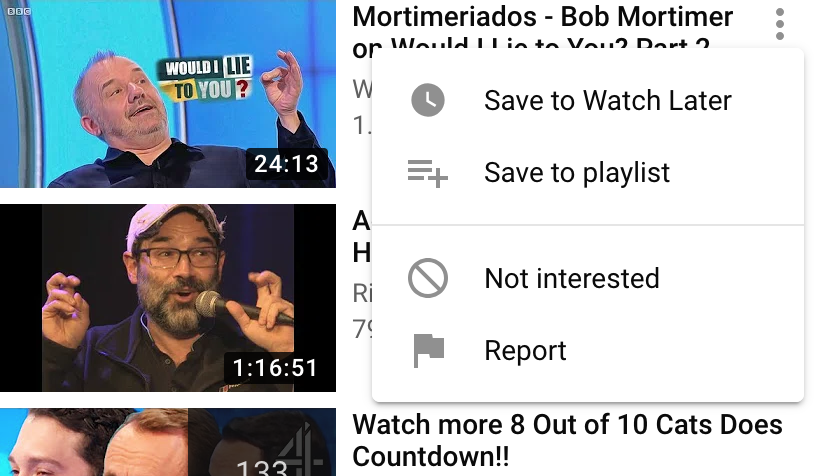 BBC
WOULD I LIE
TO YOU?
24:13
Mortimeriados - Bob Mortimer
on Would I Lie to You? Part 2
W
1.
Save to Watch Later
Save to playlist
1:16:51
A
H
Ri
79
Not interested
Report
133
4
Watch more 8 Out of 10 Cats Does
Countdown!!